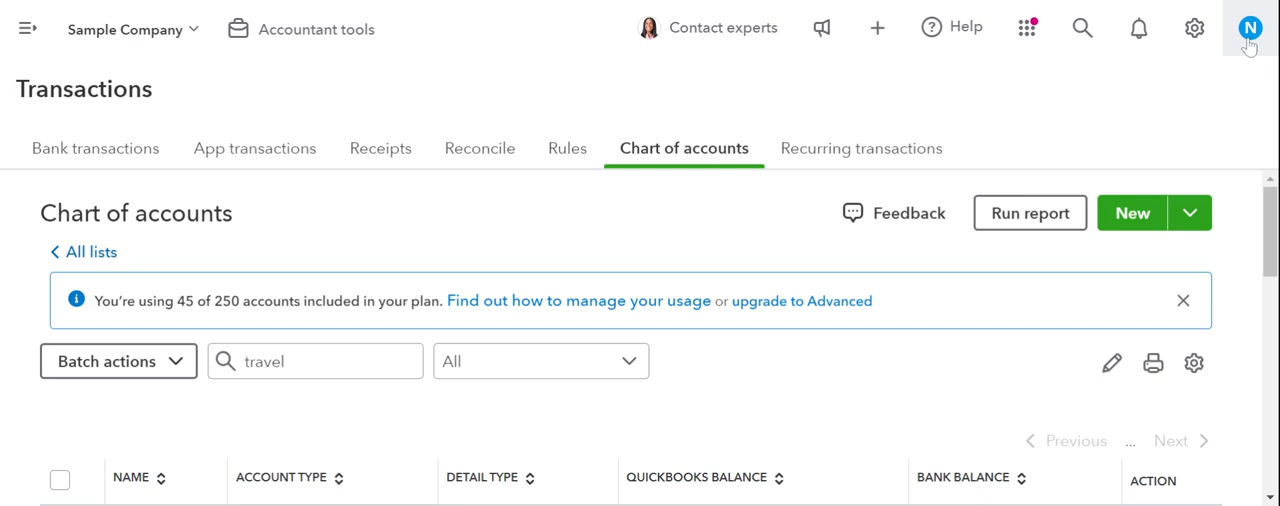 Sample Company
Accountant tools
Contact experts
Help
N
Transactions
Bank transactions
App transactions
Receipts
Reconcile
Rules
Chart of accounts
Recurring transactions
Chart of accounts
Feedback
Run report
New
All lists
You're using 45 of 250 accounts included in your plan. Find out how to manage your usage or upgrade to Advanced
Batch actions
travel
All
Previous ... Next
NAME
ACCOUNT TYPE
DETAIL TYPE
QUICKBOOKS BALANCE
BANK BALANCE
ACTION